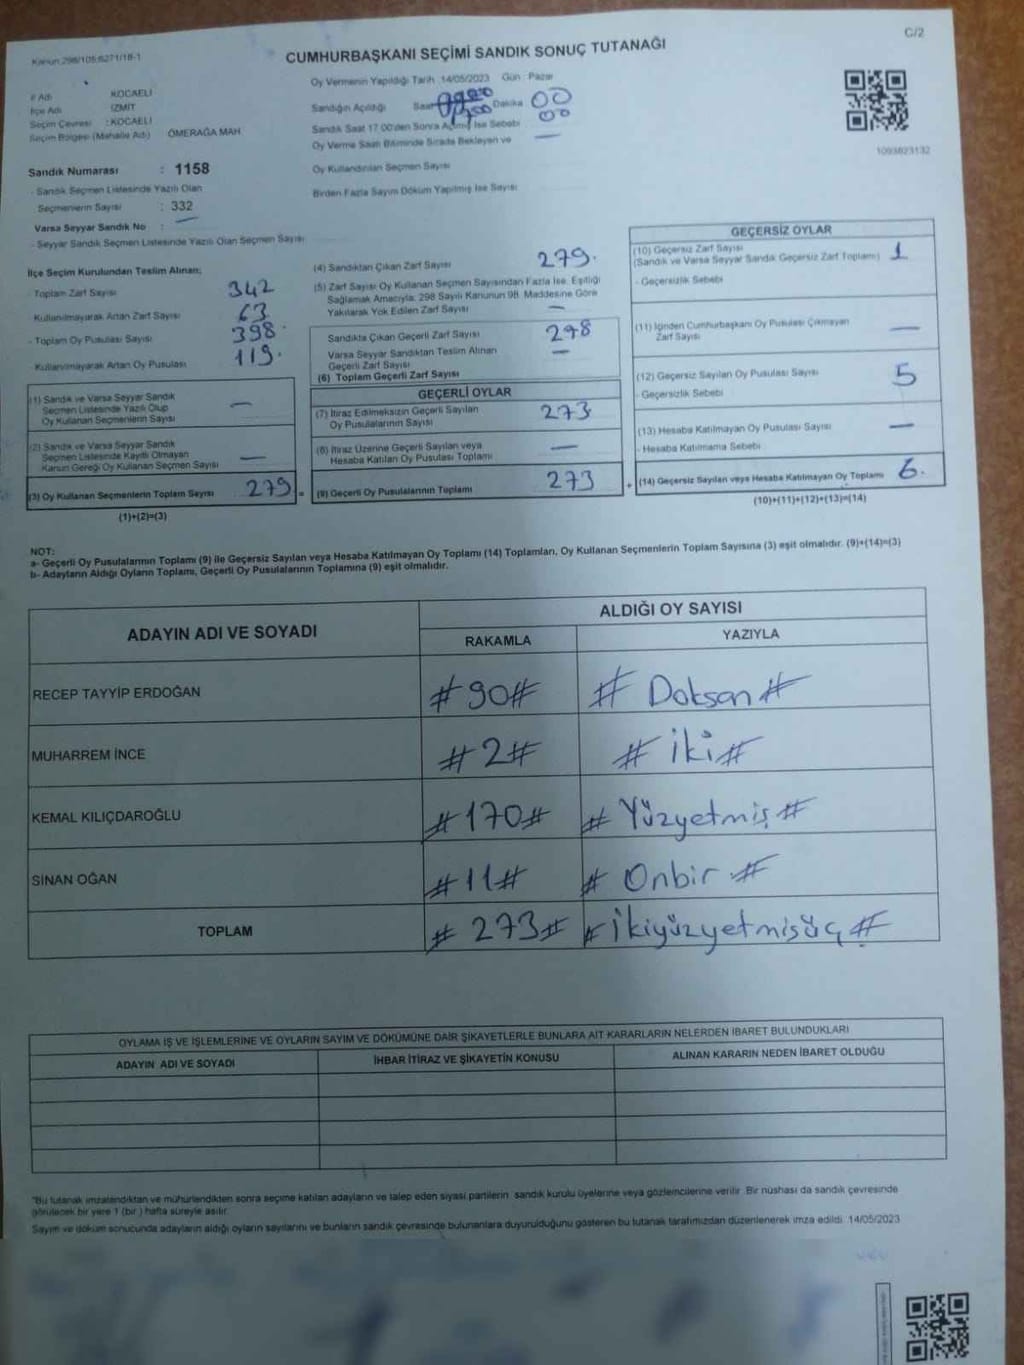 C/2
Kanun 298/105;6271/18-1
CUMHURBAŞKANI SEÇİMİ SANDIK SONUÇ TUTANAĞI
Oy Vermenin Yapıldığı Tarih 14/05/2023 Gün : Pazar
İl Adı KOCAELİ
İlçe Adı İZMİT
Seçim Çevresi : KOCAELİ
Seçim Bölgesi (Mahalle Adı) ÖMERAĞA MAH
Sandığın Açıldığı Saat Dakika 00
00
Sandık Saat 17.00'den Sonra Açılmış İse Sebebi
Oy Verme Saati Bitiminde Sırada Bekleyen ve —
Oy Kullandırılan Seçmen Sayısı
Birden Fazla Sayım Döküm Yapılmış İse Sayısı
1093823132
Sandık Numarası : 1158
- Sandık Seçmen Listesinde Yazılı Olan
Seçmenlerin Sayısı : 332
Varsa Seyyar Sandık No : —
- Seyyar Sandık Seçmen Listesinde Yazılı Olan Seçmen Sayısı
İlçe Seçim Kurulundan Teslim Alınan;
- Toplam Zarf Sayısı 342
Kullanılmayarak Artan Zarf Sayısı 63
- Toplam Oy Pusulası Sayısı 398
- Kullanılmayarak Artan Oy Pusulası 119.
(1) Sandık ve Varsa Seyyar Sandık
Seçmen Listesinde Yazılı Olup
Oy Kullanan Seçmenlerin Sayısı —
(2) Sandık ve Varsa Seyyar Sandık
Seçmen Listesinde Kayıtlı Olmayan
Kanun Gereği Oy Kullanan Seçmen Sayısı —
(3) Oy Kullanan Seçmenlerin Toplam Sayısı 279 =
(1)+(2)=(3)
(4) Sandıktan Çıkan Zarf Sayısı 279.
(5) Zarf Sayısı Oy Kullanan Seçmen Sayısından Fazla İse, Eşitliği
Sağlamak Amacıyla; 298 Sayılı Kanunun 98. Maddesine Göre
Yakılarak Yok Edilen Zarf Sayısı —
Sandıkta Çıkan Geçerli Zarf Sayısı 278
Varsa Seyyar Sandıktan Teslim Alınan
Geçerli Zarf Sayısı —
(6) Toplam Geçerli Zarf Sayısı
GEÇERLİ OYLAR
(7) İtiraz Edilmeksizin Geçerli Sayılan
Oy Pusulalarının Sayısı 273
(8) İtiraz Üzerine Geçerli Sayılan veya
Hesaba Katılan Oy Pusulası Toplamı —
(9) Geçerli Oy Pusulalarının Toplamı 273 +
GEÇERSİZ OYLAR
(10) Geçersiz Zarf Sayısı
(Sandık ve Varsa Seyyar Sandık Geçersiz Zarf Toplamı) 1
- Geçersizlik Sebebi
(11) İçinden Cumhurbaşkanı Oy Pusulası Çıkmayan
Zarf Sayısı —
(12) Geçersiz Sayılan Oy Pusulası Sayısı 5
- Geçersizlik Sebebi
(13) Hesaba Katılmayan Oy Pusulası Sayısı —
- Hesaba Katılmama Sebebi
(14) Geçersiz Sayılan veya Hesaba Katılmayan Oy Toplamı 6.
(10)+(11)+(12)+(13)=(14)
NOT:
a- Geçerli Oy Pusulalarının Toplamı (9) ile Geçersiz Sayılan veya Hesaba Katılmayan Oy Toplamı (14) Toplamları, Oy Kullanan Seçmenlerin Toplam Sayısına (3) eşit olmalıdır. (9)+(14)=(3)
b- Adayların Aldığı Oyların Toplamı, Geçerli Oy Pusulalarının Toplamına (9) eşit olmalıdır.
ADAYIN ADI VE SOYADI
ALDIĞI OY SAYISI
RAKAMLA YAZIYLA
RECEP TAYYİP ERDOĞAN #90# # Doksan #
MUHARREM İNCE #2# # İki #
KEMAL KILIÇDAROĞLU #170# # Yüzyetmiş #
SİNAN OĞAN #11# # Onbir #
TOPLAM # 273# # İkiyüzyetmişüç #
OYLAMA İŞ VE İŞLEMLERİNE VE OYLARIN SAYIM VE DÖKÜMÜNE DAİR ŞİKAYETLERLE BUNLARA AİT KARARLARIN NELERDEN İBARET BULUNDUKLARI
ADAYIN ADI VE SOYADI İHBAR İTİRAZ VE ŞİKAYETİN KONUSU ALINAN KARARIN NEDEN İBARET OLDUĞU
*Bu tutanak imzalandıktan ve mühürlendikten sonra seçime katılan adayların ve talep eden siyasi partilerin sandık kurulu üyelerine veya gözlemcilerine verilir. Bir nüshası da sandık çevresinde
görülecek bir yere 1 (bir) hafta süreyle asılır.
Sayım ve döküm sonucunda adayların aldığı oyların sayılarını ve bunların sandık çevresinde bulunanlara duyurulduğunu gösteren bu tutanak tarafımızdan düzenlenerek imza edildi. 14/05/2023